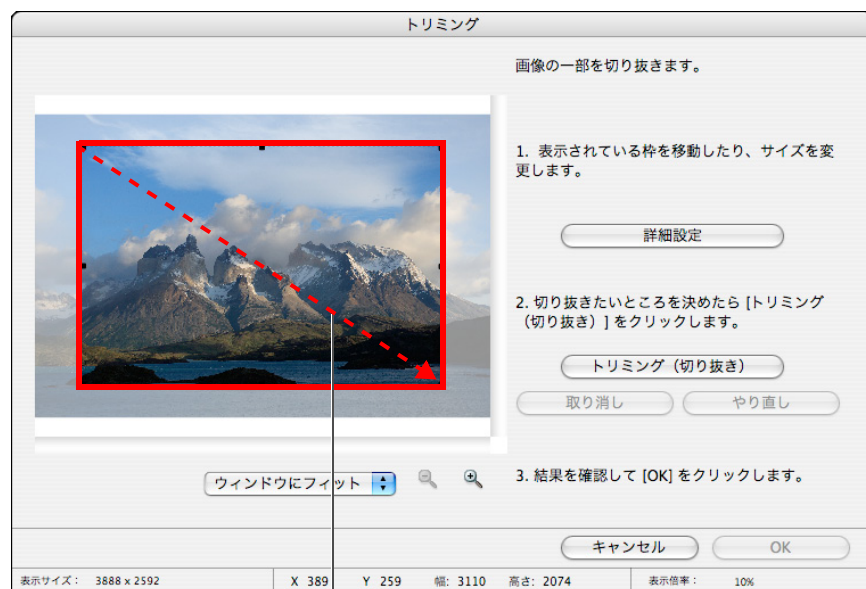 トリミング
画像の一部を切り抜きます。
1. 表示されている枠を移動したり、サイズを変
更します。
詳細設定
2. 切り抜きたいところを決めたら [トリミング
（切り抜き）] をクリックします。
トリミング（切り抜き）
取り消し
やり直し
ウィンドウにフィット
3. 結果を確認して [OK] をクリックします。
キャンセル
OK
表示サイズ： 3888 x 2592 X 389 Y 259 幅: 3110 高さ: 2074 表示倍率： 10%